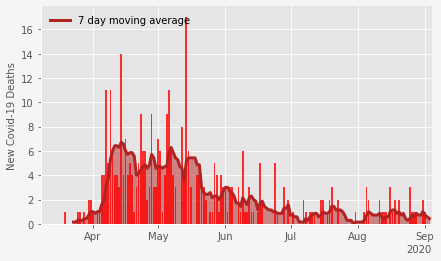 7 day moving average
New Covid-19 Deaths
16
14
12
10
8
6
4
2
0
Apr
May
Jun
Jul
Aug
Sep
2020